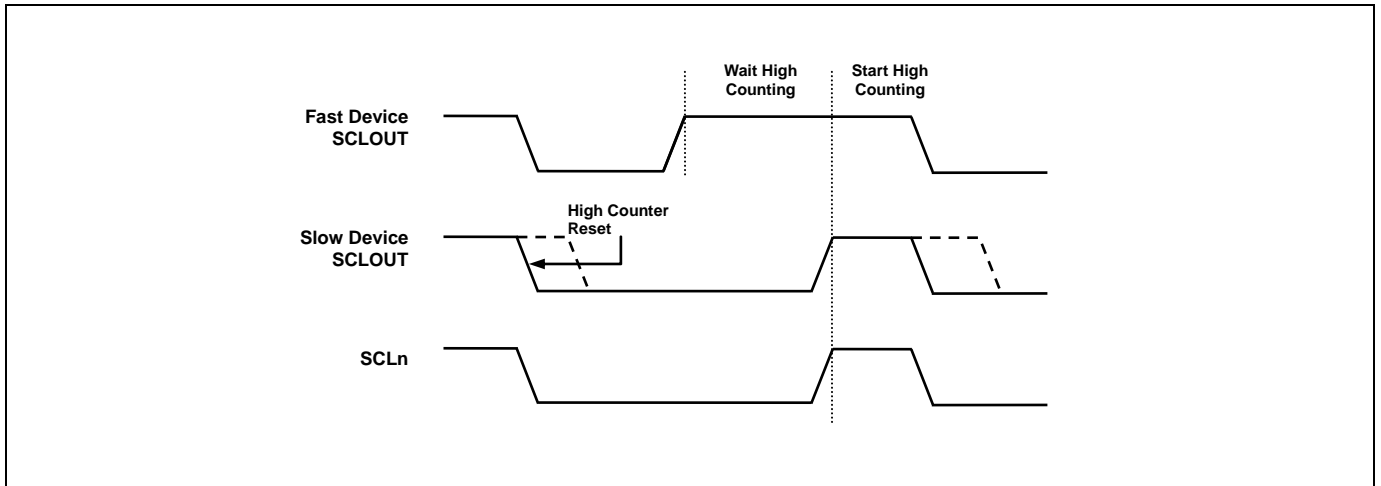 Wait High
Counting
Start High
Counting
Fast Device
SCLOUT
High Counter
Reset
Slow Device
SCLOUT
SCLn